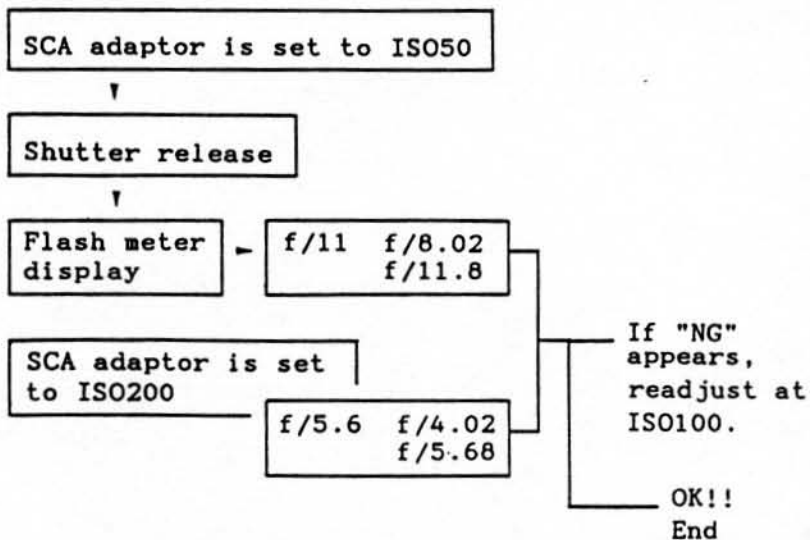 SCA adaptor is set to ISO50
Shutter release
Flash meter
display
f/11 f/8.02
f/11.8
SCA adaptor is set
to ISO200
f/5.6 f/4.02
f/5.68
If "NG"
appears,
readjust at
ISO100.
OK!!
End